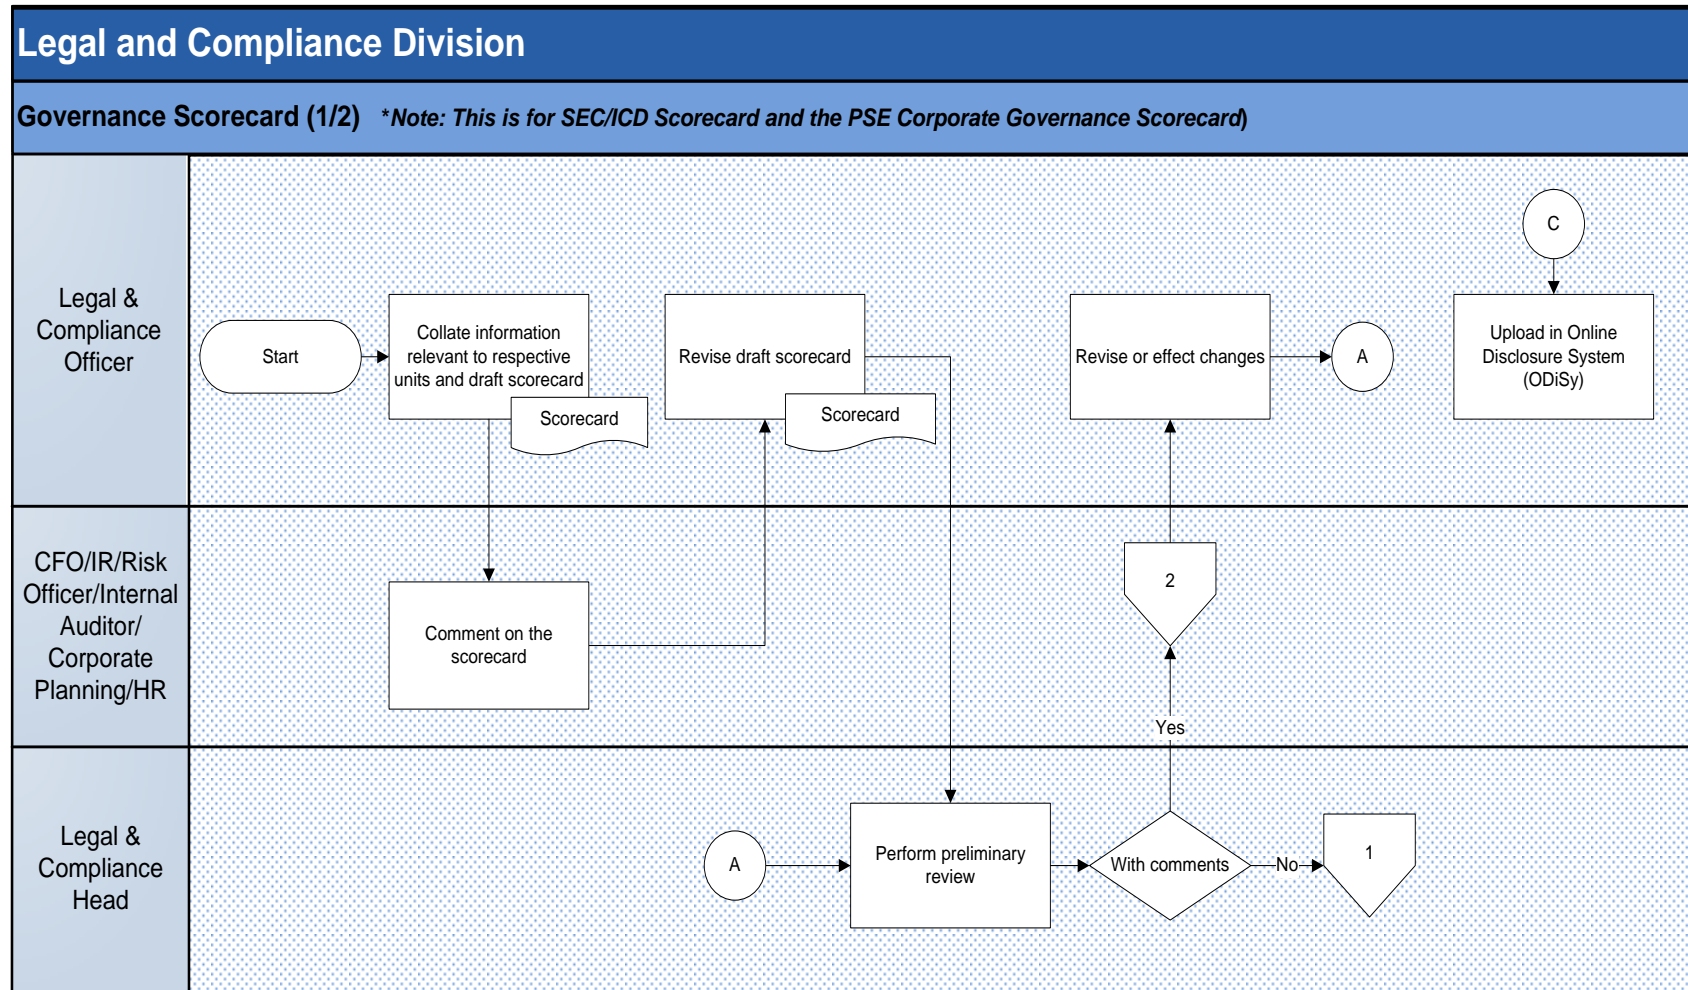 Legal and Compliance Division
Governance Scorecard (1/2) *Note: This is for SEC/ICD Scorecard and the PSE Corporate Governance Scorecard)
Legal &
Compliance
Officer
Start
Collate information
relevant to respective
units and draft scorecard
Scorecard
Revise draft scorecard
Scorecard
Revise or effect changes
A
C
Upload in Online
Disclosure System
(ODiSy)
CFO/IR/Risk
Officer/Internal
Auditor/
Corporate
Planning/HR
Comment on the
scorecard
2
Yes
Legal &
Compliance
Head
A
Perform preliminary
review
With comments
No
1